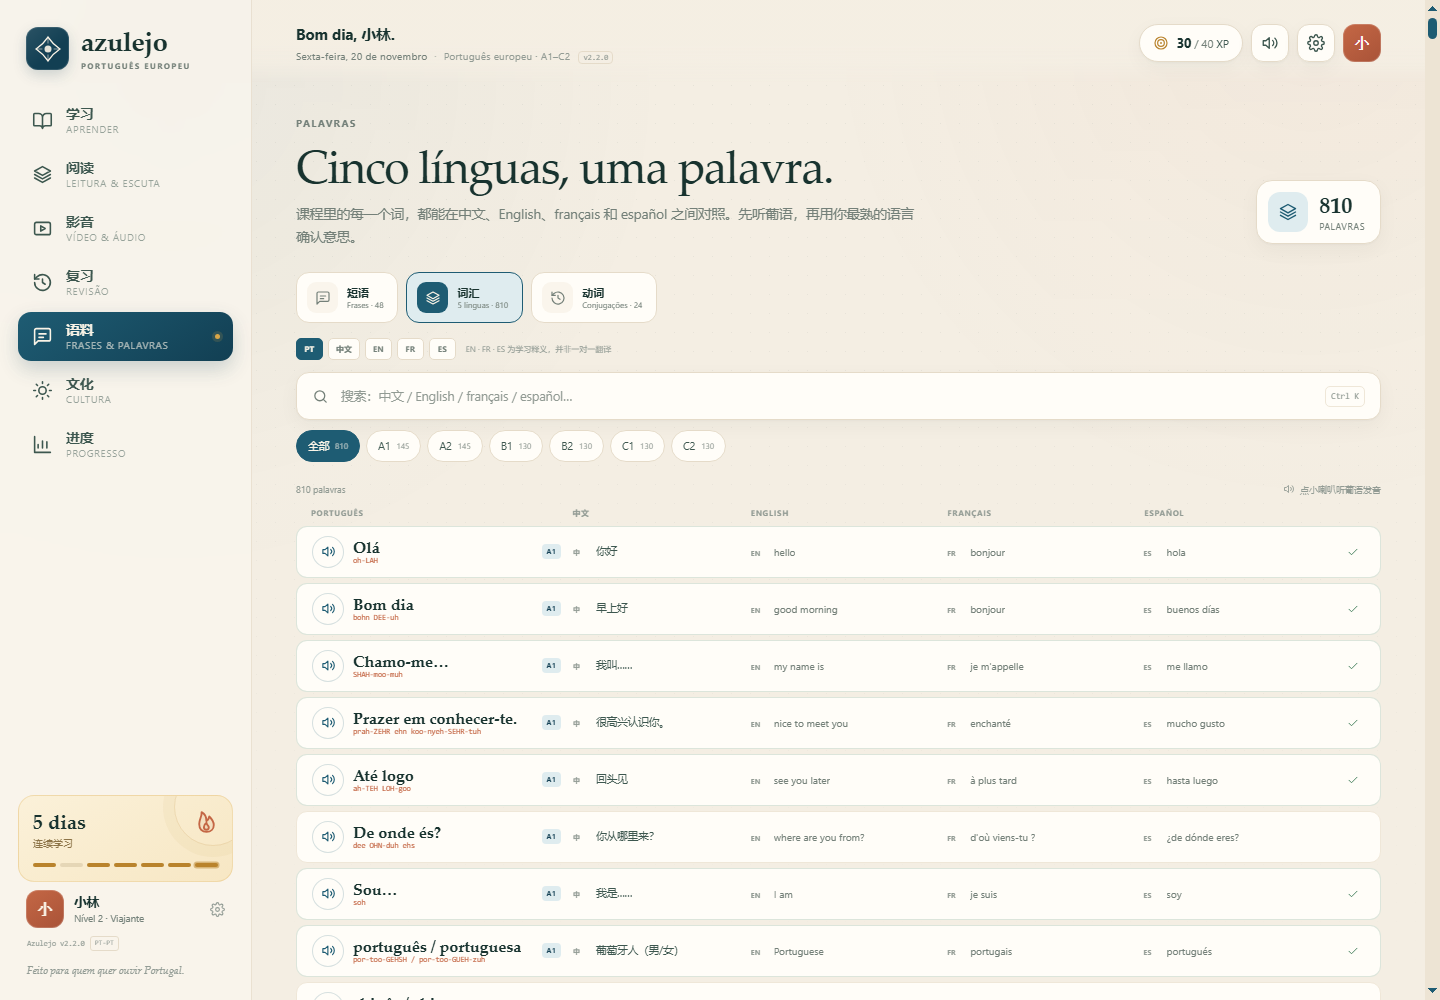 azulejo
PORTUGUÊS EUROPEU
学习
APRENDER
阅读
LEITURA & ESCUTA
影音
VÍDEO & ÁUDIO
复习
REVISÃO
语料
FRASES & PALAVRAS
文化
CULTURA
进度
PROGRESSO
5 dias
连续学习
小
小林
Nível 2 · Viajante
Azulejo v2.2.0 PT-PT
Feito para quem quer ouvir Portugal.
Bom dia, 小林.
Sexta-feira, 20 de novembro · Português europeu · A1–C2 v2.2.0
30 / 40 XP
小
PALAVRAS
Cinco línguas, uma palavra.
课程里的每一个词，都能在中文、English、français 和 español 之间对照。先听葡语，再用你最熟的语言
确认意思。
810
PALAVRAS
短语
Frases · 48
词汇
5 línguas · 810
动词
Conjugações · 24
PT 中文 EN FR ES EN · FR · ES 为学习释义，并非一对一翻译
搜索：中文 / English / français / español… Ctrl K
全部 810 A1 145 A2 145 B1 130 B2 130 C1 130 C2 130
810 palavras 点小喇叭听葡语发音
PORTUGUÊS 中文 ENGLISH FRANÇAIS ESPAÑOL
Olá A1 中 你好 EN hello FR bonjour ES hola
oh-LAH
Bom dia A1 中 早上好 EN good morning FR bonjour ES buenos días
bohn DEE-uh
Chamo-me… A1 中 我叫…… EN my name is FR je m'appelle ES me llamo
SHAH-moo-muh
Prazer em conhecer-te. A1 中 很高兴认识你。 EN nice to meet you FR enchanté ES mucho gusto
prah-ZEHR ehn koo-nyeh-SEHR-tuh
Até logo A1 中 回头见 EN see you later FR à plus tard ES hasta luego
ah-TEH LOH-goo
De onde és? A1 中 你从哪里来？ EN where are you from? FR d'où viens-tu ? ES ¿de dónde eres?
dee OHN-duh ehs
Sou… A1 中 我是…… EN I am FR je suis ES soy
soh
português / portuguesa A1 中 葡萄牙人（男/女） EN Portuguese FR portugais ES portugués
por-too-GEHSH / por-too-GUEH-zuh